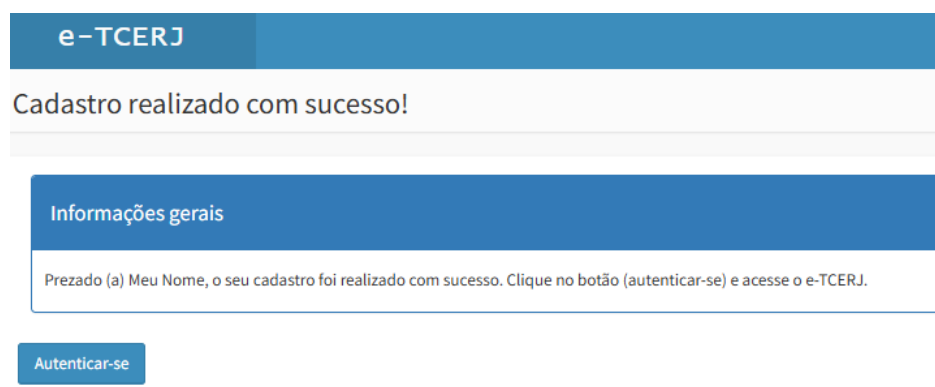 e-TCERJ
Cadastro realizado com sucesso!
Informações gerais
Prezado (a) Meu Nome, o seu cadastro foi realizado com sucesso. Clique no botão (autenticar-se) e acesse o e-TCERJ.
Autenticar-se